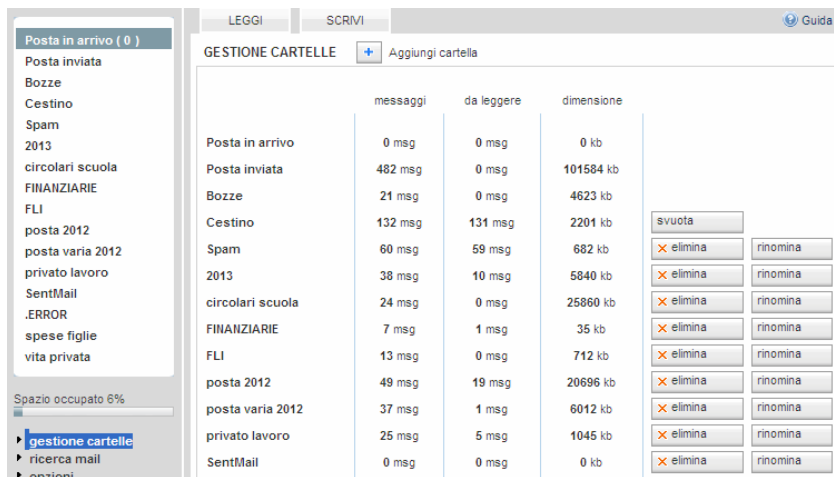 Posta in arrivo ( 0 )
Posta inviata
Bozze
Cestino
Spam
2013
circolari scuola
FINANZIARIE
FLI
posta 2012
posta varia 2012
privato lavoro
SentMail
.ERROR
spese figlie
vita privata
Spazio occupato 6%
gestione cartelle
ricerca mail
opzioni
LEGGI SCRIVI Guida
GESTIONE CARTELLE + Aggiungi cartella
messaggi da leggere dimensione
Posta in arrivo 0 msg 0 msg 0 kb
Posta inviata 482 msg 0 msg 101584 kb
Bozze 21 msg 0 msg 4623 kb
Cestino 132 msg 131 msg 2201 kb svuota
Spam 60 msg 59 msg 682 kb elimina rinomina
2013 38 msg 10 msg 5840 kb elimina rinomina
circolari scuola 24 msg 0 msg 25860 kb elimina rinomina
FINANZIARIE 7 msg 1 msg 35 kb elimina rinomina
FLI 13 msg 0 msg 712 kb elimina rinomina
posta 2012 49 msg 19 msg 20696 kb elimina rinomina
posta varia 2012 37 msg 1 msg 6012 kb elimina rinomina
privato lavoro 25 msg 5 msg 1045 kb elimina rinomina
SentMail 0 msg 0 msg 0 kb elimina rinomina